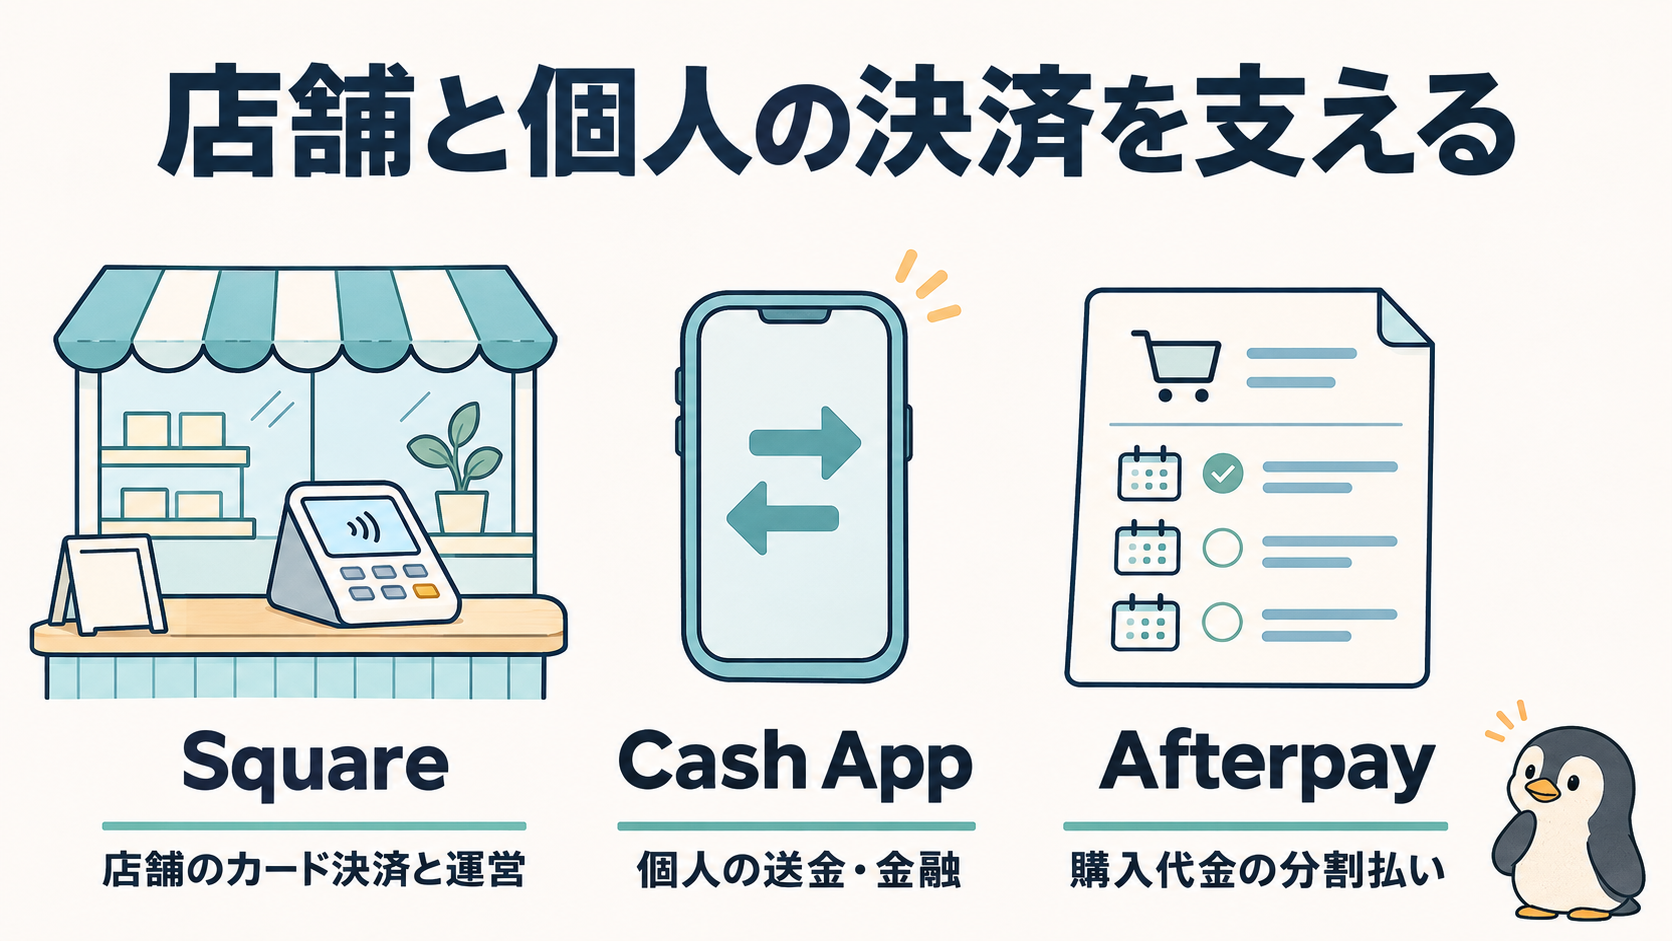 店舗と個人の決済を支える
Square
店舗のカード決済と運営
Cash App
個人の送金・金融
Afterpay
購入代金の分割払い